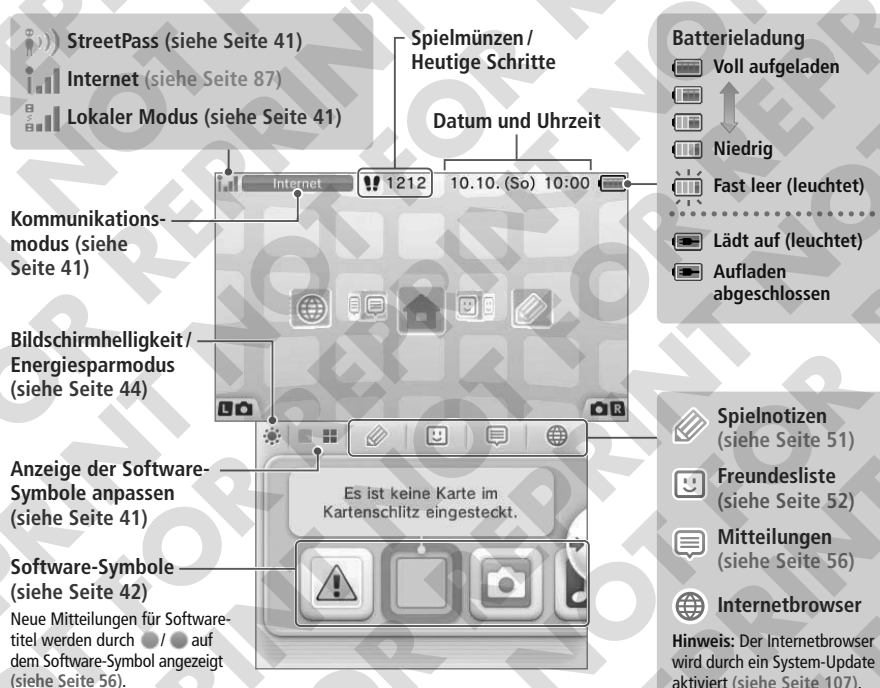 StreetPass (siehe Seite 41)
Internet (siehe Seite 87)
Lokaler Modus (siehe Seite 41)
Spielmünzen /
Heutige Schritte
Datum und Uhrzeit
Batterieladung
Voll aufgeladen
Niedrig
Fast leer (leuchtet)
Lädt auf (leuchtet)
Aufladen
abgeschlossen
Internet
1212
10.10. (So) 10:00
Kommunikations-
modus (siehe
Seite 41)
Bildschirmhelligkeit /
Energiesparmodus
(siehe Seite 44)
L
R
Anzeige der Software-
Symbole anpassen
(siehe Seite 41)
Es ist keine Karte im
Kartenschlitz eingesteckt.
Software-Symbole
(siehe Seite 42)
Neue Mitteilungen für Software-
titel werden durch / auf
dem Software-Symbol angezeigt
(siehe Seite 56).
Spielnotizen
(siehe Seite 51)
Freundesliste
(siehe Seite 52)
Mitteilungen
(siehe Seite 56)
Internetbrowser
Hinweis: Der Internetbrowser
wird durch ein System-Update
aktiviert (siehe Seite 107).
NOT FOR REPRINT